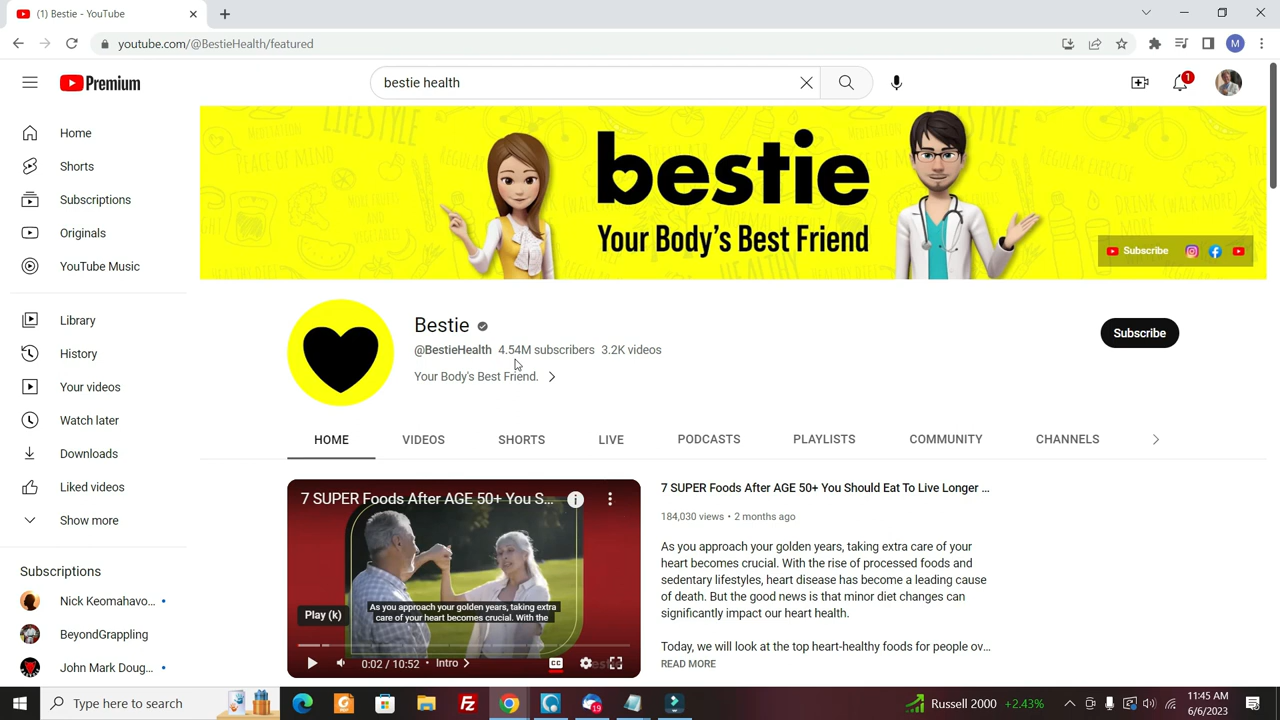 (1) Bestie - YouTube
youtube.com/@BestieHealth/featured
M
Premium
bestie health
1
Home
Shorts
Subscriptions
Originals
YouTube Music
Library
History
Your videos
Watch later
Downloads
Liked videos
Show more
Subscriptions
Nick Keomahavo...
BeyondGrappling
John Mark Doug...
bestie
Your Body's Best Friend
Subscribe
Bestie
@BestieHealth 4.54M subscribers 3.2K videos
Your Body's Best Friend.
Subscribe
HOME VIDEOS SHORTS LIVE PODCASTS PLAYLISTS COMMUNITY CHANNELS
7 SUPER Foods After AGE 50+ You S...
Play (k)
As you approach your golden years, taking extra
care of your heart becomes crucial. With the
0:02 / 10:52 • Intro
CC
7 SUPER Foods After AGE 50+ You Should Eat To Live Longer ...
184,030 views • 2 months ago
As you approach your golden years, taking extra care of your
heart becomes crucial. With the rise of processed foods and
sedentary lifestyles, heart disease has become a leading cause
of death. But the good news is that minor diet changes can
significantly impact our heart health.
Today, we will look at the top heart-healthy foods for people ov...
READ MORE
Type here to search
19
Russell 2000 +2.43%
11:45 AM
6/6/2023